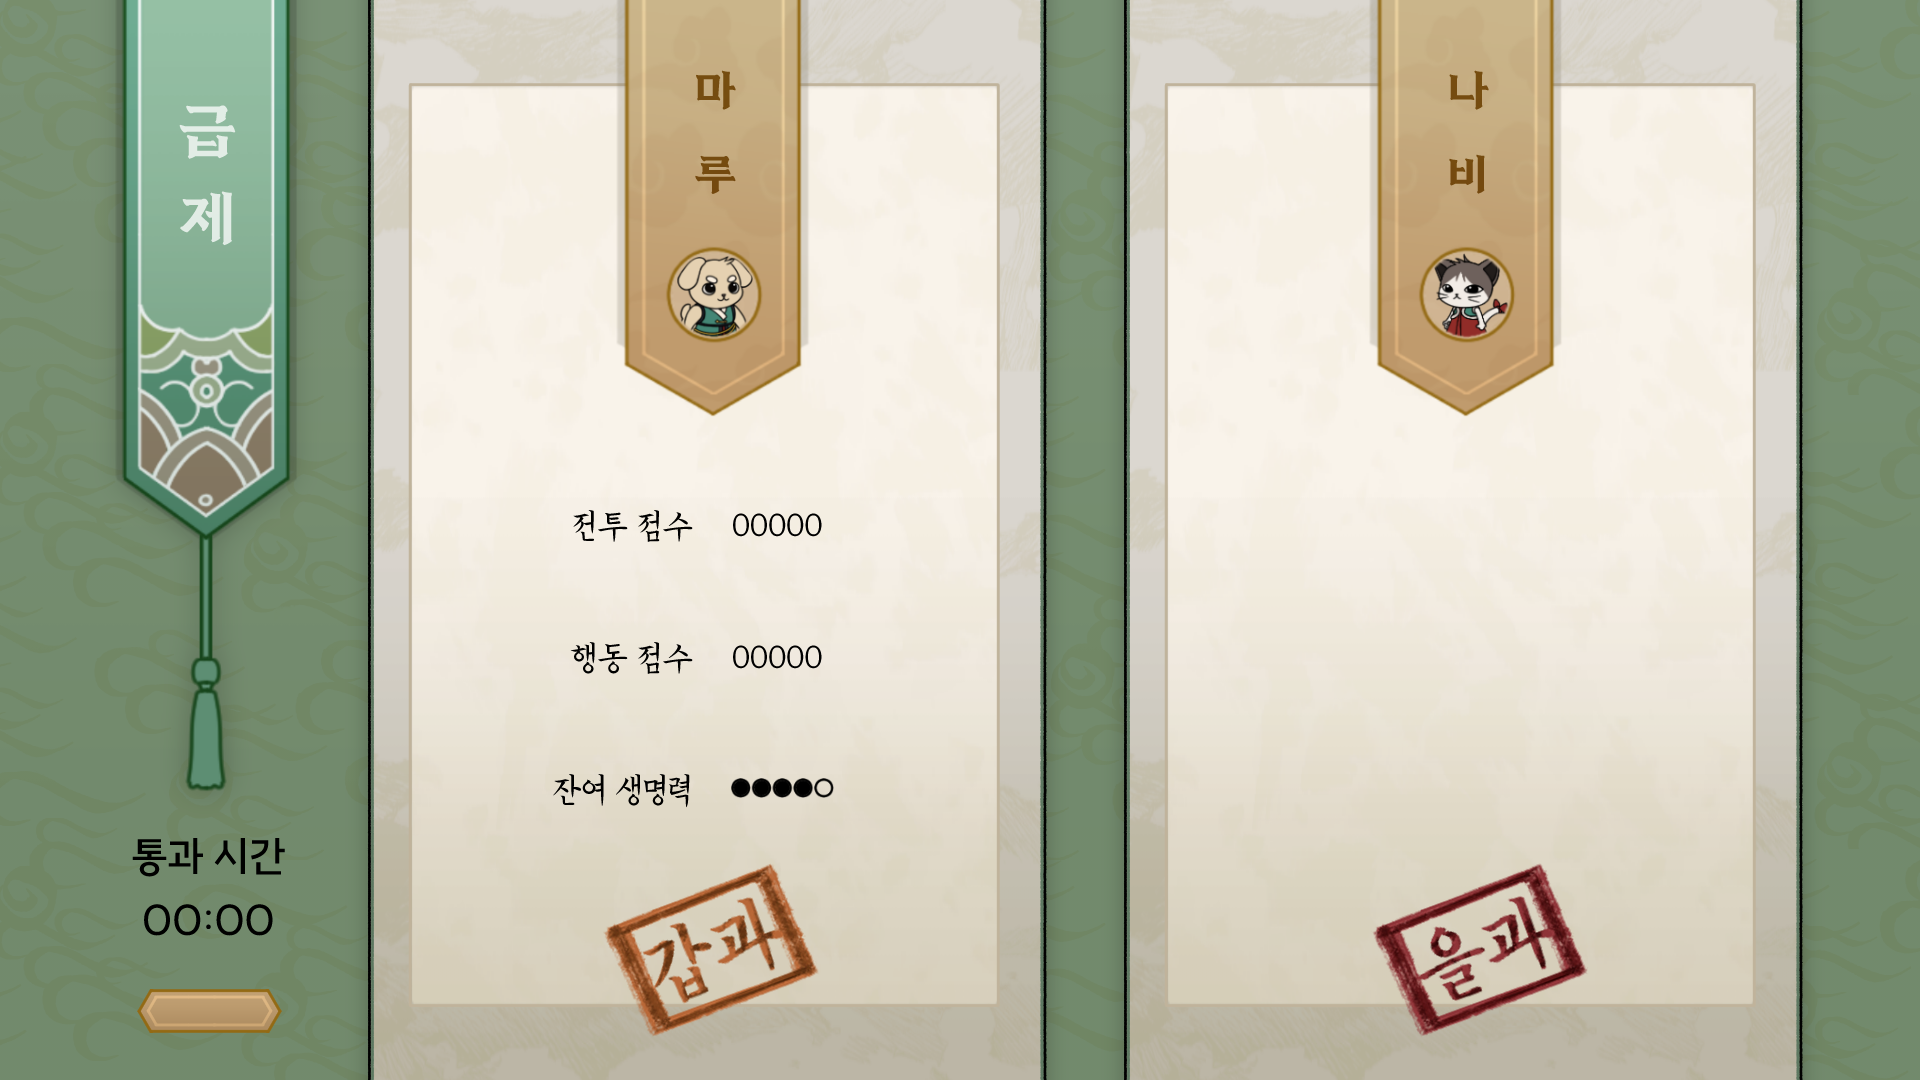 급제
통과 시간
00:00
마루
전투 점수 00000
행동 점수 00000
잔여 생명력 ●●●●○
갑과
나비
을과